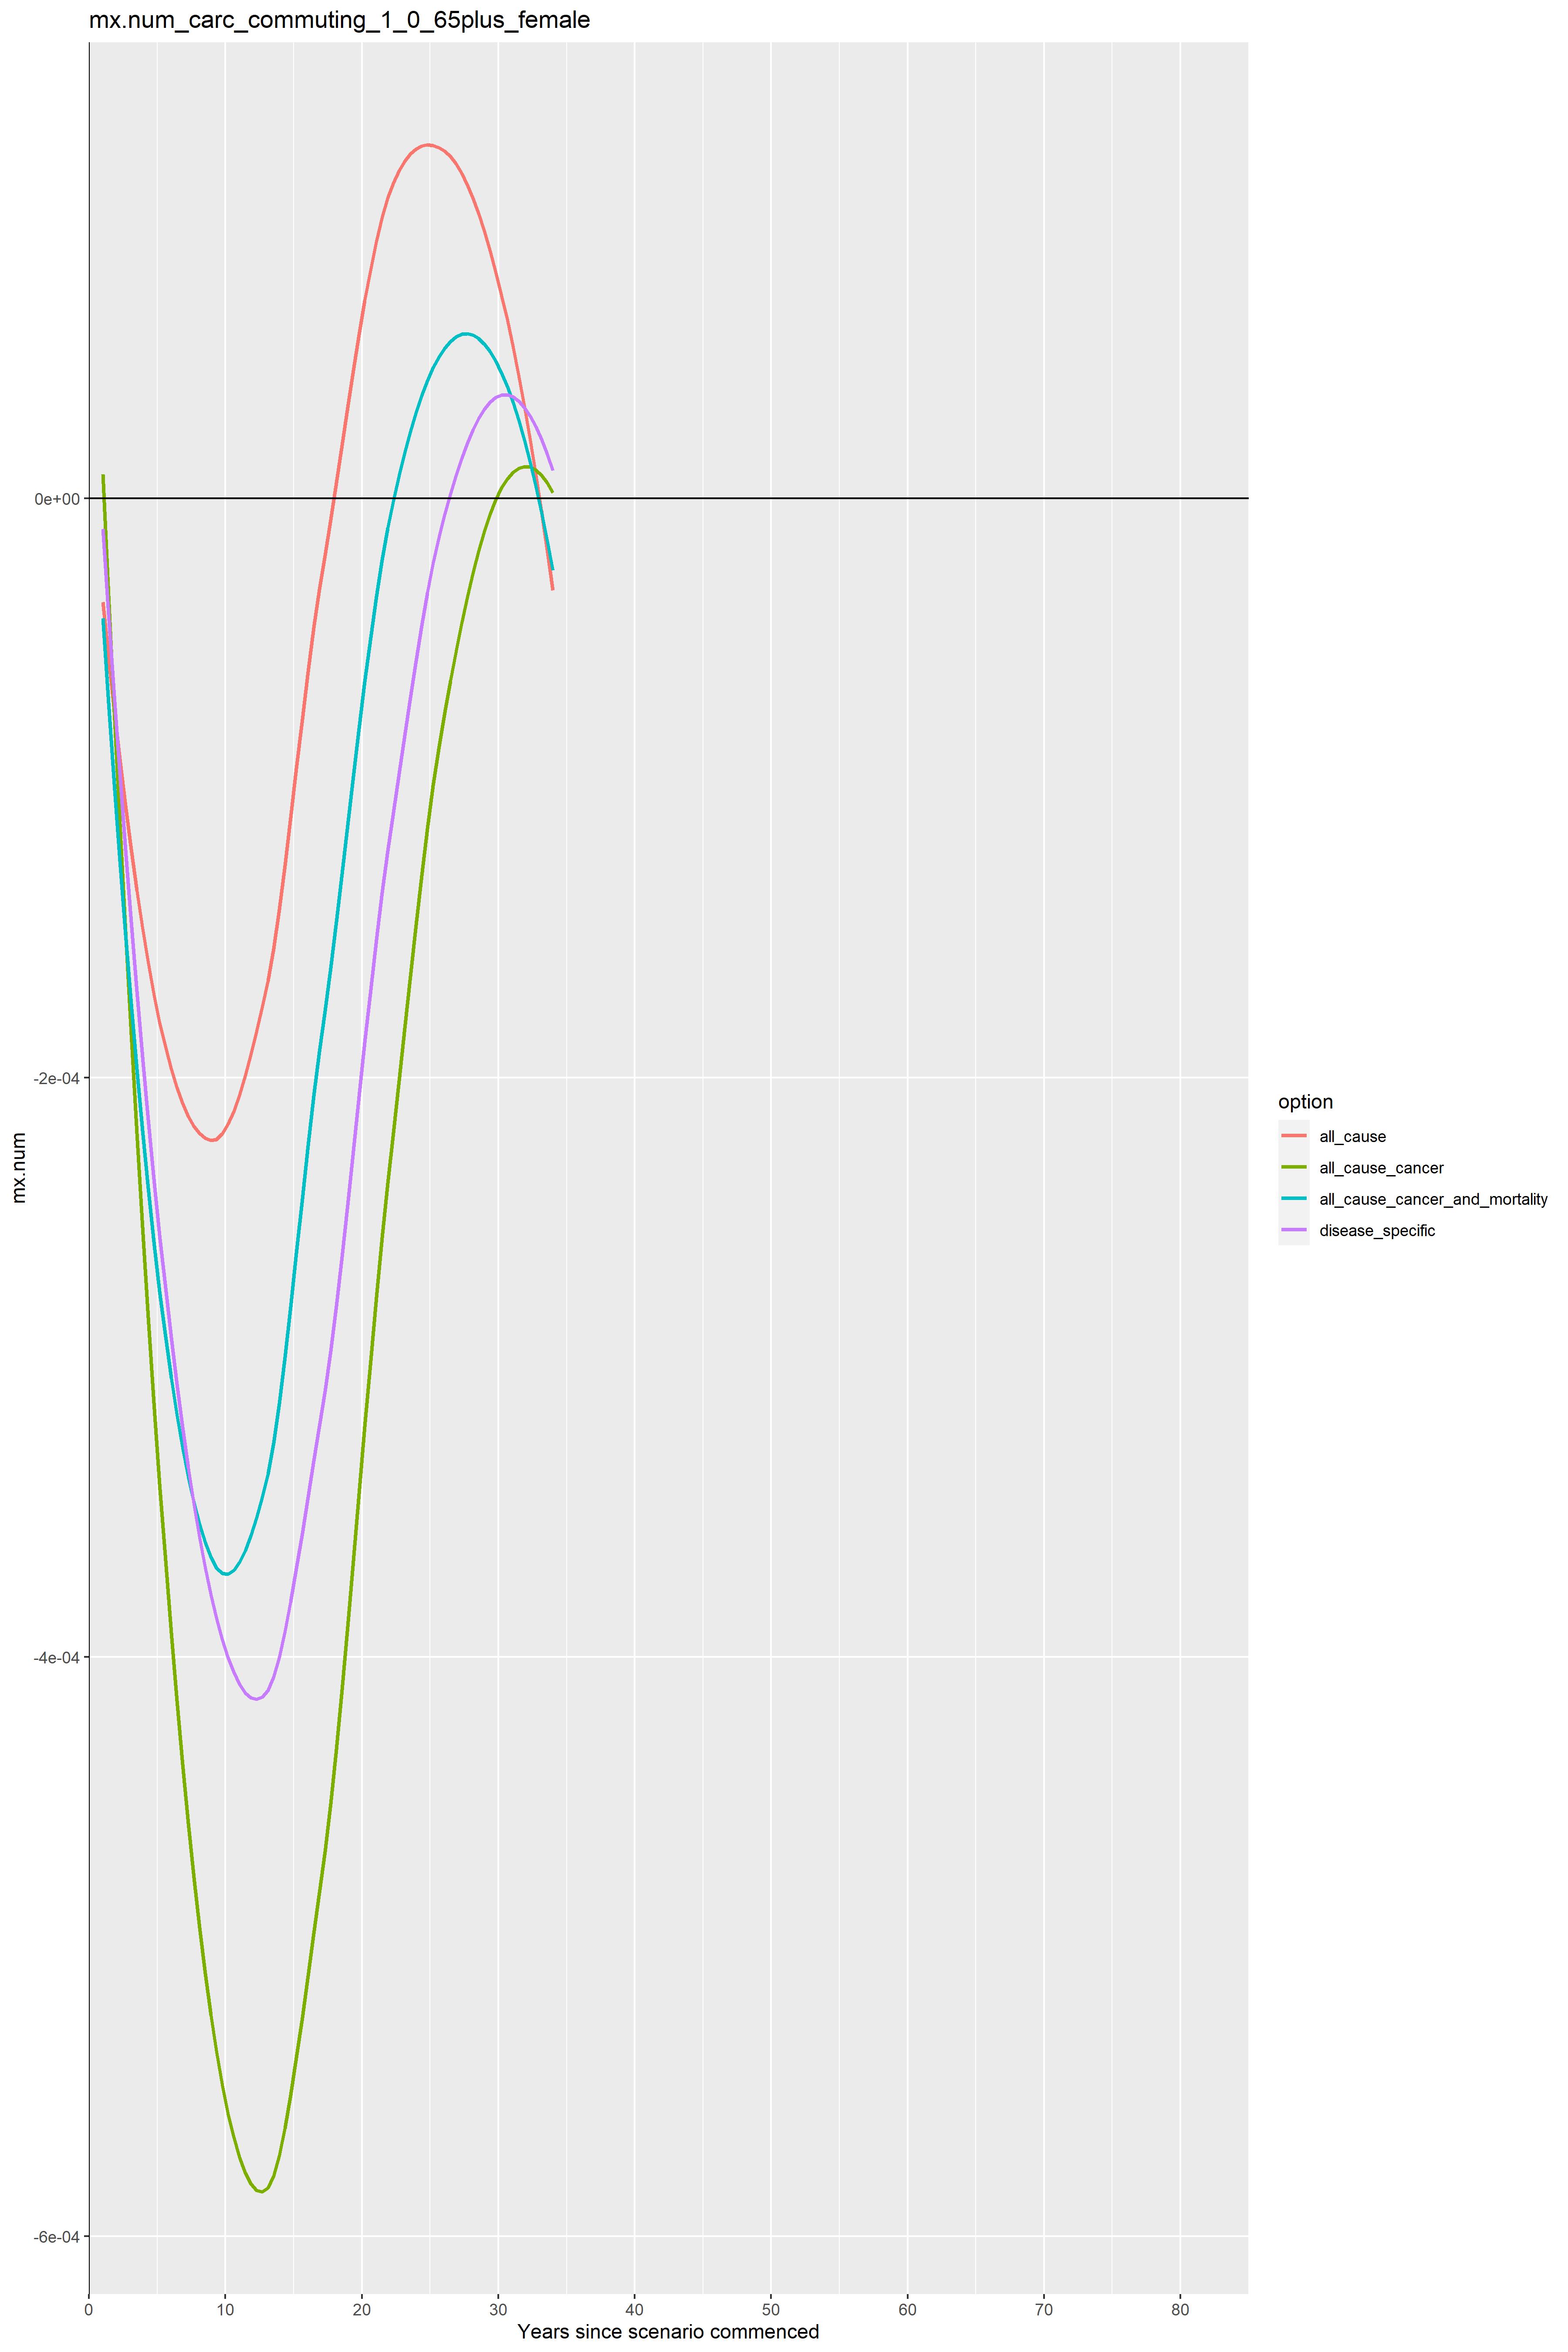 mx.num_carc_commuting_1_0_65plus_female
mx.num
0e+00
-2e-04
-4e-04
-6e-04
0 10 20 30 40 50 60 70 80
Years since scenario commenced
option
all_cause
all_cause_cancer
all_cause_cancer_and_mortality
disease_specific